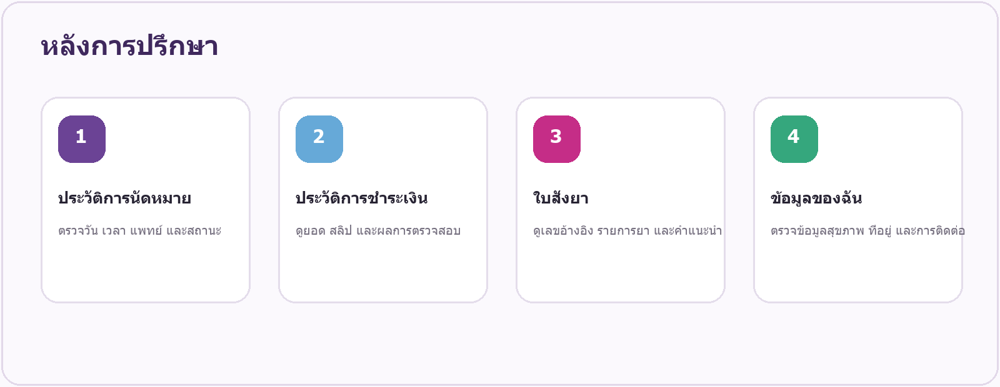 หลังการปรึกษา
1
2
3
4
ประวัติการนัดหมาย
ประวัติการชำระเงิน
ใบสั่งยา
ข้อมูลของฉัน
ตรวจวัน เวลา แพทย์ และสถานะ
ดูยอด สลิป และผลการตรวจสอบ
ดูเลขอ้างอิง รายการยา และคำแนะนำ
ตรวจข้อมูลสุขภาพ ที่อยู่ และการติดต่อ